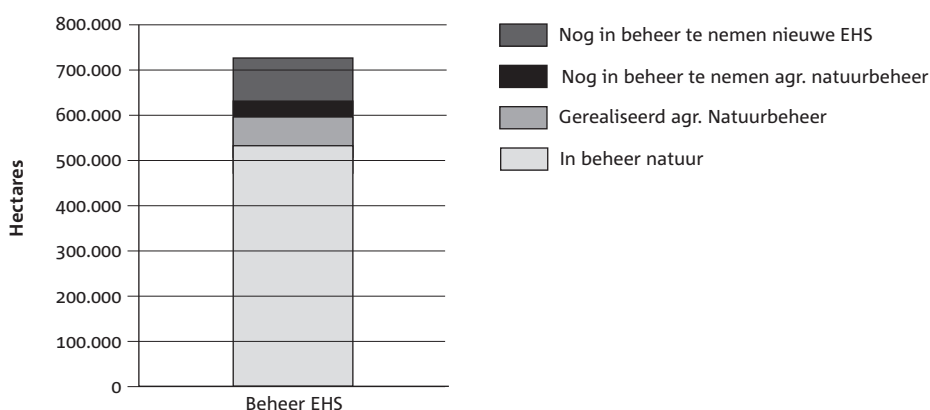 800.000
700.000
600.000
500.000
400.000
300.000
200.000
100.000
0
Hectares
Beheer EHS
Nog in beheer te nemen nieuwe EHS
Nog in beheer te nemen agr. natuurbeheer
Gerealiseerd agr. Natuurbeheer
In beheer natuur